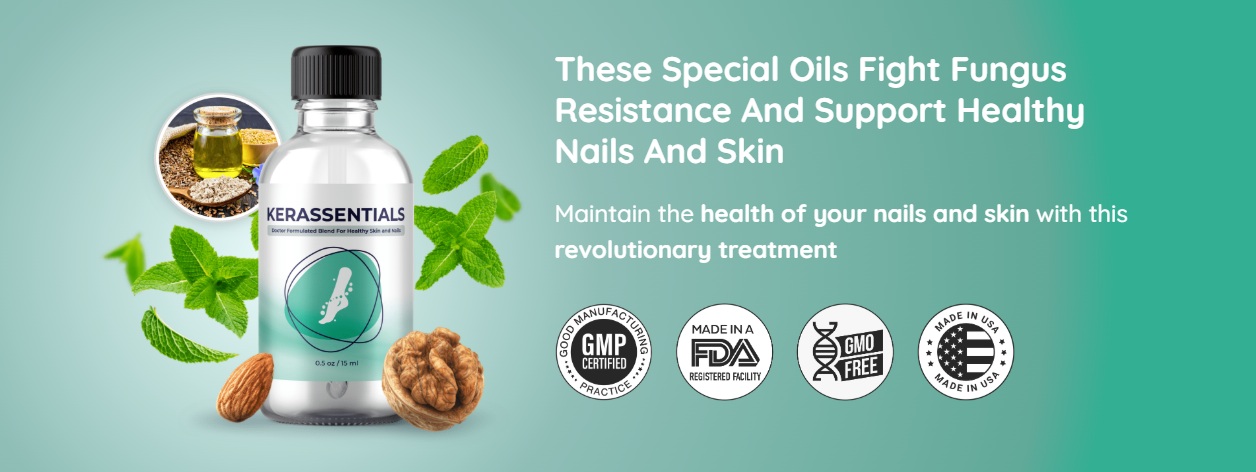 These Special Oils Fight Fungus
Resistance And Support Healthy
Nails And Skin
Maintain the health of your nails and skin with this
revolutionary treatment
KERASSENTIALS
Doctor Formulated Blend For Healthy Skin and Nails
0.5 oz / 15 ml
GOOD MANUFACTURING
GMP
CERTIFIED
PRACTICE
MADE IN A
FDA
REGISTERED FACILITY
GMO
FREE
MADE IN USA
MADE IN USA